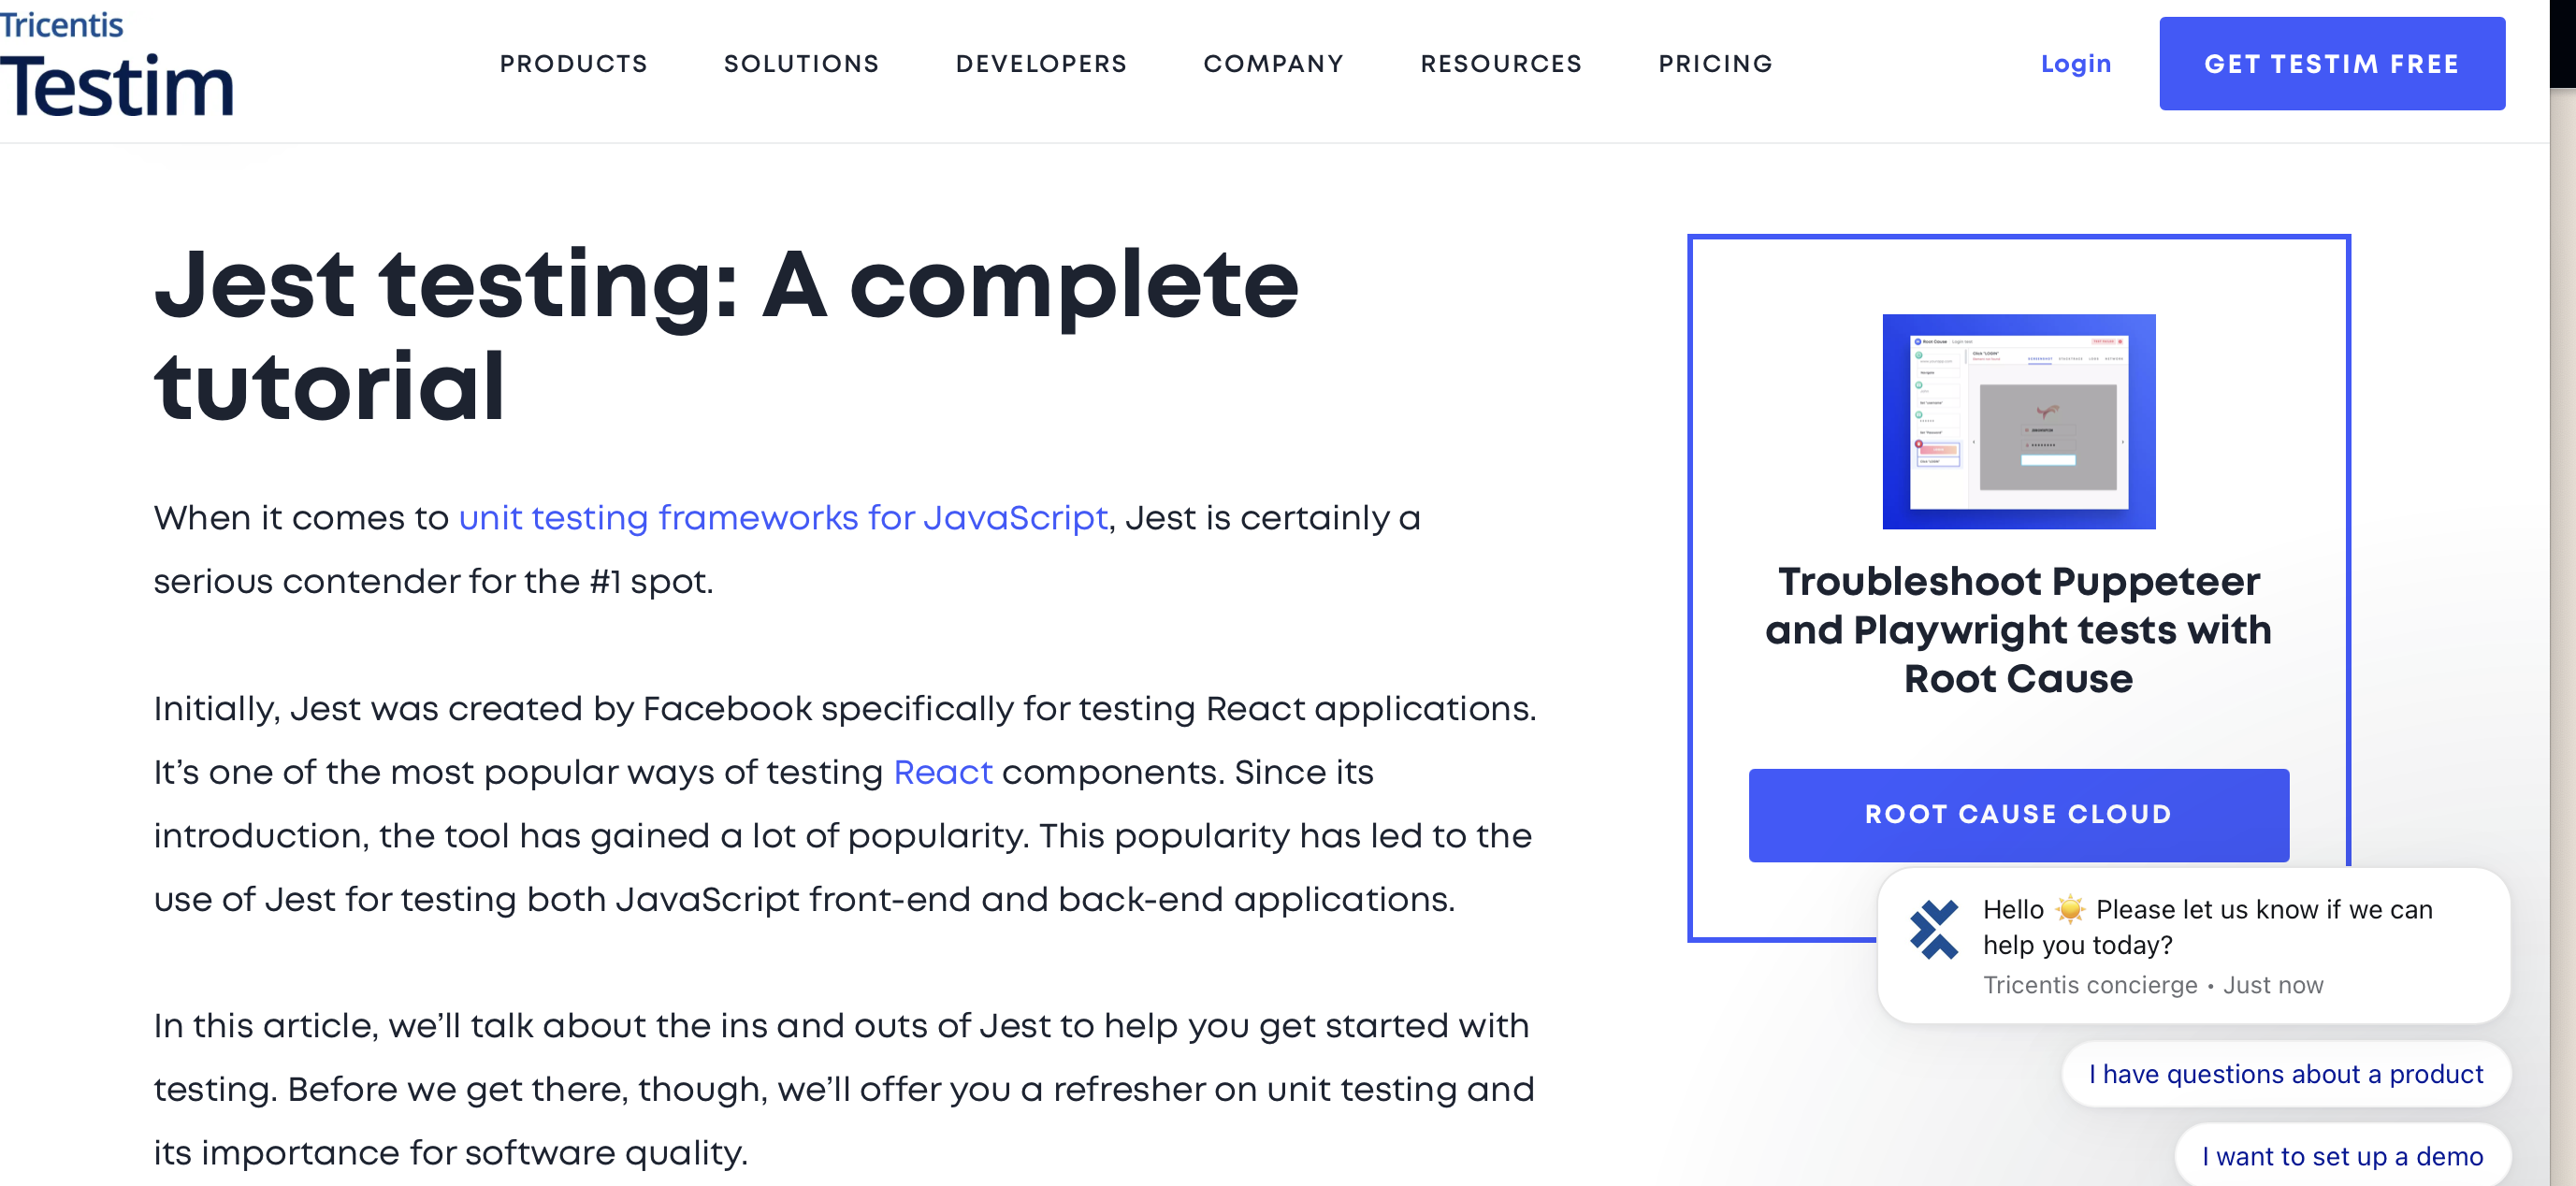 Tricentis
Testim
PRODUCTS
SOLUTIONS
DEVELOPERS
COMPANY
RESOURCES
PRICING
Login
GET TESTIM FREE
Jest testing: A complete
tutorial
When it comes to unit testing frameworks for JavaScript, Jest is certainly a
serious contender for the #1 spot.
Initially, Jest was created by Facebook specifically for testing React applications.
It’s one of the most popular ways of testing React components. Since its
introduction, the tool has gained a lot of popularity. This popularity has led to the
use of Jest for testing both JavaScript front-end and back-end applications.
In this article, we’ll talk about the ins and outs of Jest to help you get started with
testing. Before we get there, though, we’ll offer you a refresher on unit testing and
its importance for software quality.
Root Cause
Troubleshoot Puppeteer
and Playwright tests with
Root Cause
ROOT CAUSE CLOUD
Hello ☀️ Please let us know if we can
help you today?
Tricentis concierge • Just now
I have questions about a product
I want to set up a demo